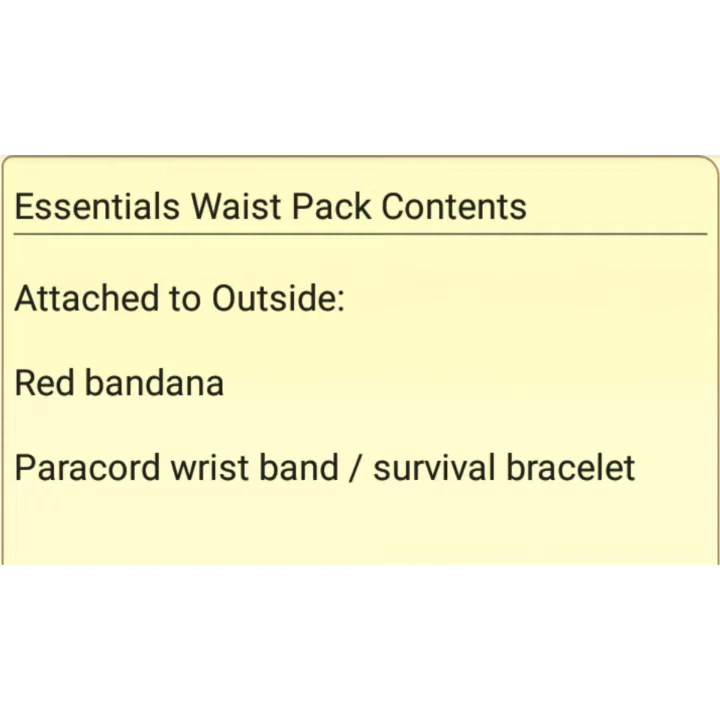 Essentials Waist Pack Contents
Attached to Outside:
Red bandana
Paracord wrist band / survival bracelet